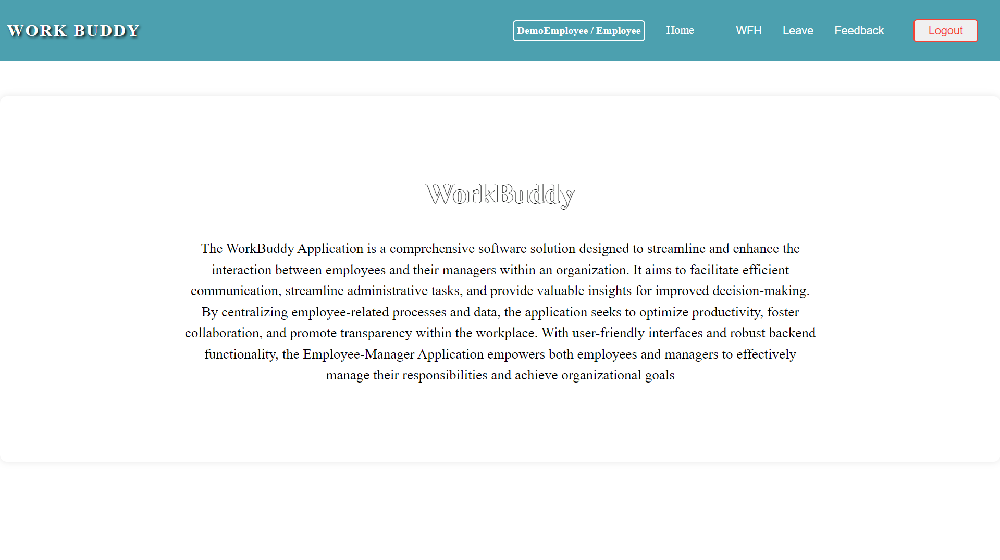 WORK BUDDY
DemoEmployee / Employee
Home
WFH
Leave
Feedback
Logout
WorkBuddy
The WorkBuddy Application is a comprehensive software solution designed to streamline and enhance the
interaction between employees and their managers within an organization. It aims to facilitate efficient
communication, streamline administrative tasks, and provide valuable insights for improved decision-making.
By centralizing employee-related processes and data, the application seeks to optimize productivity, foster
collaboration, and promote transparency within the workplace. With user-friendly interfaces and robust backend
functionality, the Employee-Manager Application empowers both employees and managers to effectively
manage their responsibilities and achieve organizational goals